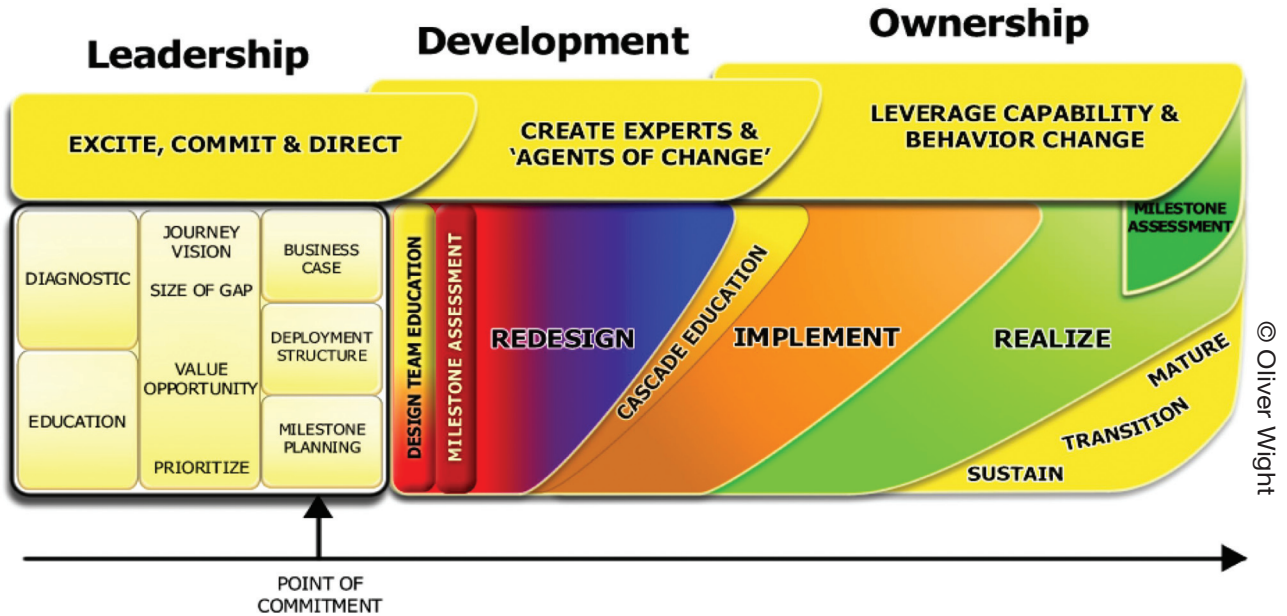 Leadership
Development
Ownership
EXCITE, COMMIT & DIRECT
CREATE EXPERTS &
‘AGENTS OF CHANGE’
LEVERAGE CAPABILITY &
BEHAVIOR CHANGE
DIAGNOSTIC
EDUCATION
JOURNEY
VISION
SIZE OF GAP
VALUE
OPPORTUNITY
PRIORITIZE
BUSINESS
CASE
DEPLOYMENT
STRUCTURE
MILESTONE
PLANNING
DESIGN TEAM EDUCATION
MILESTONE ASSESSMENT
REDESIGN
CASCADE EDUCATION
IMPLEMENT
REALIZE
MILESTONE
ASSESSMENT
MATURE
TRANSITION
SUSTAIN
© Oliver Wight
POINT OF
COMMITMENT